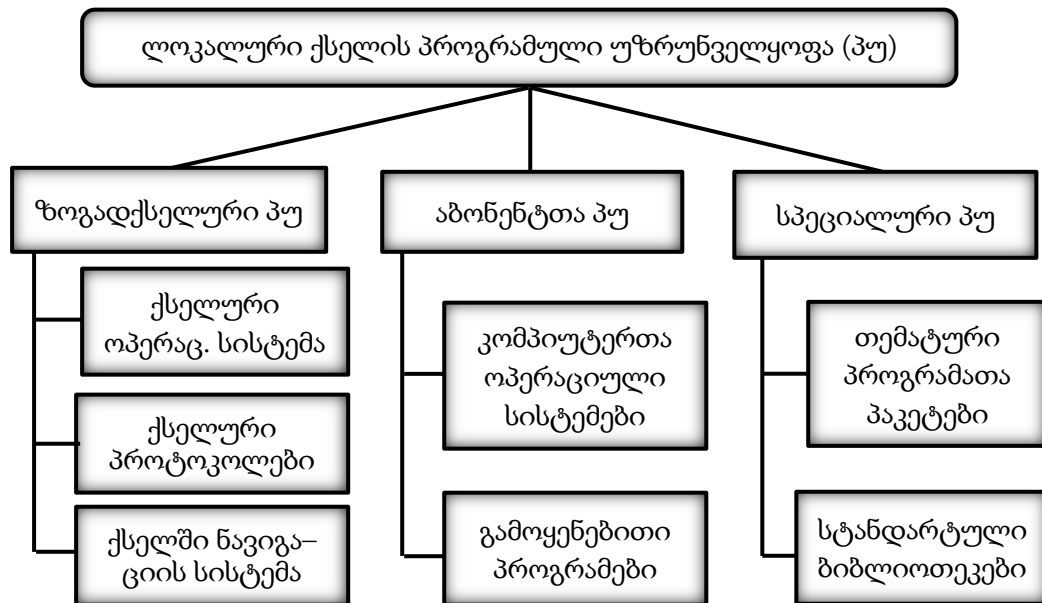 ლოკალური ქსელის პროგრამული უზრუნველყოფა (პუ)
ზოგადქსელური პუ
ქსელური
ოპერაც. სისტემა
ქსელური
პროტოკოლები
ქსელში ნავიგა–
ციის სისტემა
აბონენტთა პუ
კომპიუტერთა
ოპერაციული
სისტემები
გამოყენებითი
პროგრამები
სპეციალური პუ
თემატური
პროგრამათა
პაკეტები
სტანდარტული
ბიბლიოთეკები